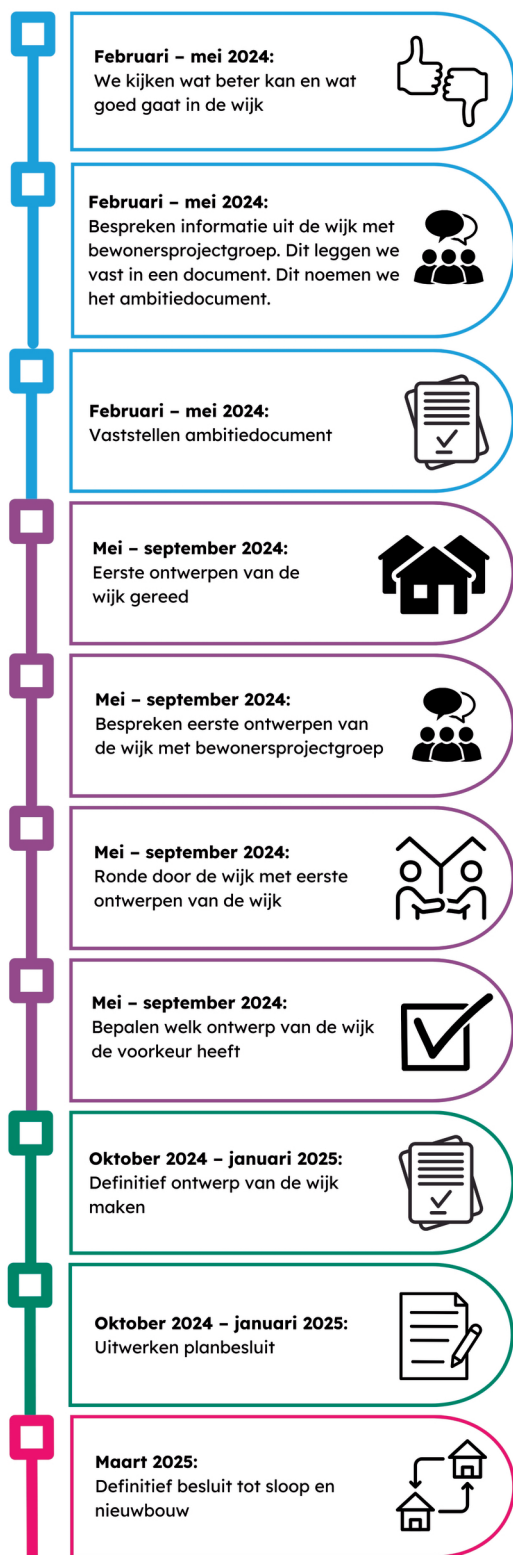 Februari – mei 2024:
We kijken wat beter kan en wat
goed gaat in de wijk
Februari – mei 2024:
Bespreken informatie uit de wijk met
bewonersprojectgroep. Dit leggen we
vast in een document. Dit noemen we
het ambitiedocument.
Februari – mei 2024:
Vaststellen ambitiedocument
Mei – september 2024:
Eerste ontwerpen van de
wijk gereed
Mei – september 2024:
Bespreken eerste ontwerpen van
de wijk met bewonersprojectgroep
Mei – september 2024:
Ronde door de wijk met eerste
ontwerpen van de wijk
Mei – september 2024:
Bepalen welk ontwerp van de wijk
de voorkeur heeft
Oktober 2024 – januari 2025:
Definitief ontwerp van de wijk
maken
Oktober 2024 – januari 2025:
Uitwerken planbesluit
Maart 2025:
Definitief besluit tot sloop en
nieuwbouw